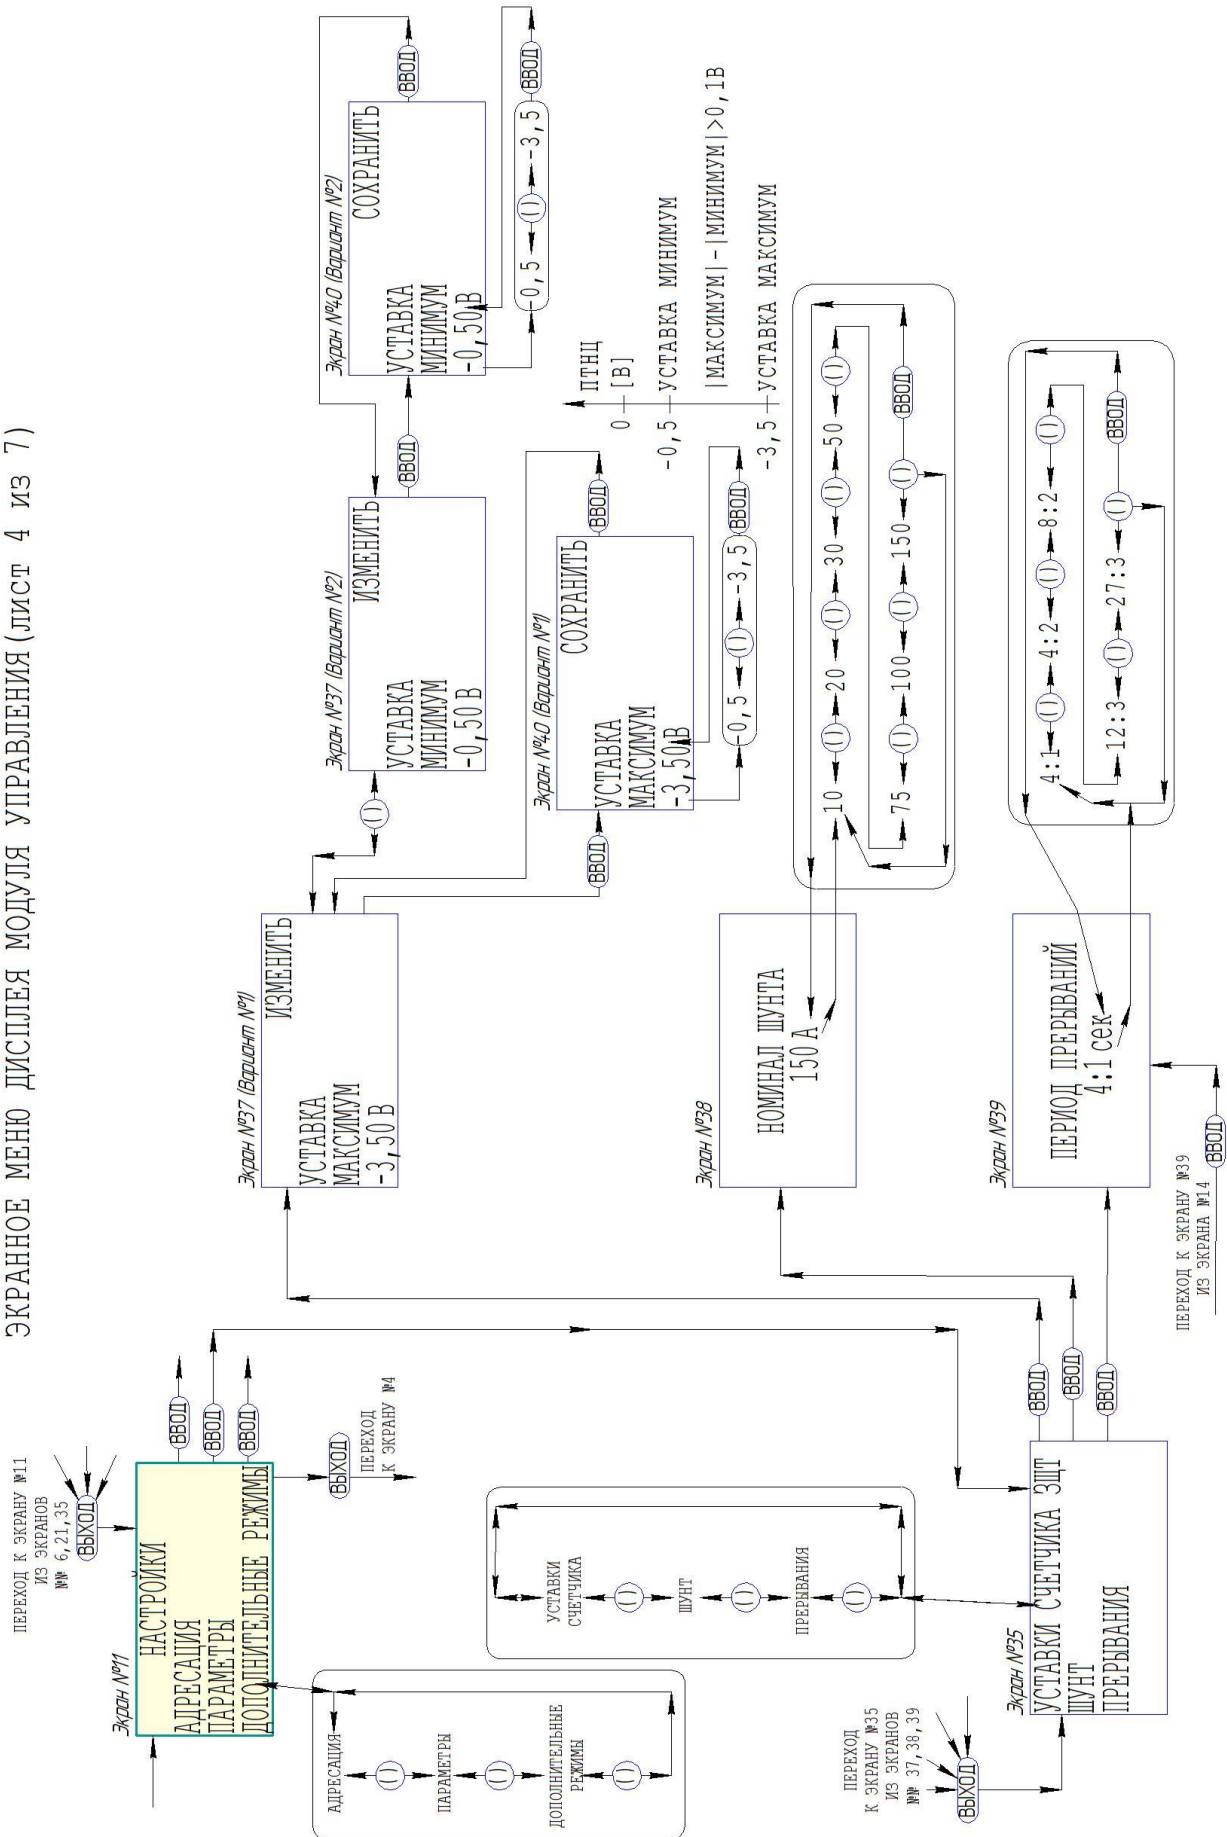 ЭКРАННОЕ МЕНЮ ДИСПЛЕЯ МОДУЛЯ УПРАВЛЕНИЯ(лист 4 из 7)
ПЕРЕХОД К ЭКРАНУ №11
ИЗ ЭКРАНОВ
№№ 6,21,35
ВЫХОД
Экран №11
НАСТРОЙКИ
АДРЕСАЦИЯ
ПАРАМЕТРЫ
ДОПОЛНИТЕЛЬНЫЕ РЕЖИМЫ
ВВОД
ВВОД
ВВОД
ВЫХОД
ПЕРЕХОД
К ЭКРАНУ №4
АДРЕСАЦИЯ
()
ПАРАМЕТРЫ
()
ДОПОЛНИТЕЛЬНЫЕ
РЕЖИМЫ
()
УСТАВКИ
СЧЕТЧИКА
()
ШУНТ
()
ПРЕРЫВАНИЯ
()
ПЕРЕХОД
К ЭКРАНУ №35
ИЗ ЭКРАНОВ
№№ 37,38,39
ВЫХОД
Экран №35
УСТАВКИ СЧЕТЧИКА ЗЩТ
ШУНТ
ПРЕРЫВАНИЯ
ВВОД
ВВОД
ВВОД
Экран №37 (Вариант №1)
ИЗМЕНИТЬ
УСТАВКА
МАКСИМУМ
-3,50В
()
ВВОД
Экран №37 (Вариант №2)
ИЗМЕНИТЬ
УСТАВКА
МИНИМУМ
-0,50В
ВВОД
Экран №40 (Вариант №2)
СОХРАНИТЬ
УСТАВКА
МИНИМУМ
-0,50В
ВВОД
-0,5 () -3,5
ВВОД
Экран №40 (Вариант №1)
СОХРАНИТЬ
УСТАВКА
МАКСИМУМ
-3,50В
ВВОД
-0,5 () -3,5
ВВОД
ПТНЦ
[В]
0
-0,5 УСТАВКА МИНИМУМ
|МАКСИМУМ|-|МИНИМУМ|>0,1В
-3,5 УСТАВКА МАКСИМУМ
Экран №38
НОМИНАЛ ШУНТА
150А
10 () 20 () 30 () 50 ()
75 () 100 () 150 () ВВОД
Экран №39
ПЕРИОД ПРЕРЫВАНИЙ
4:1сек
4:1 () 4:2 () 8:2 ()
12:3 () 27:3 () ВВОД
ПЕРЕХОД К ЭКРАНУ №39
ИЗ ЭКРАНА №14
ВВОД